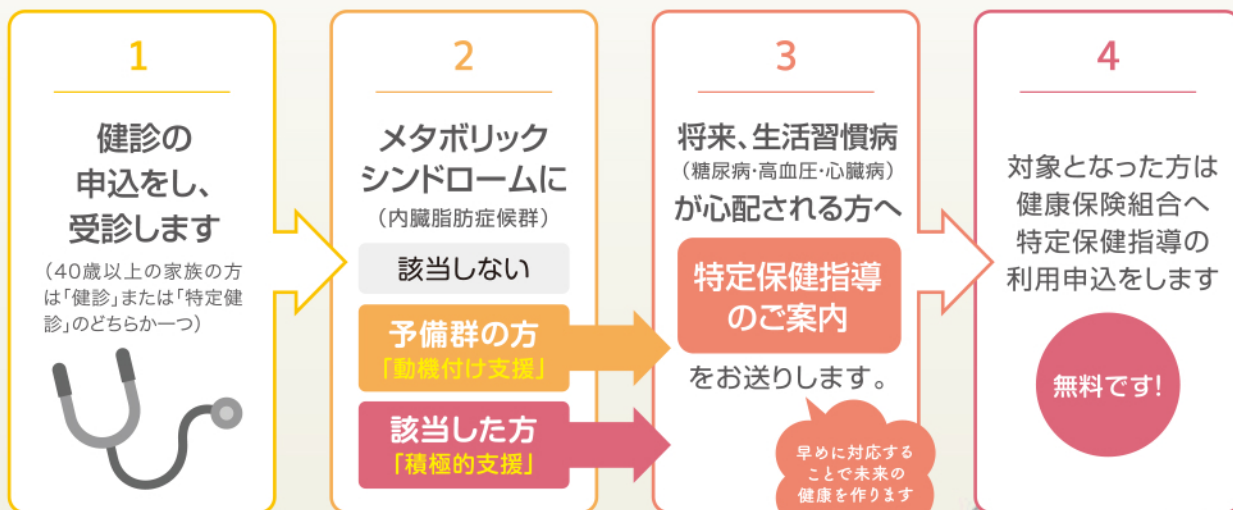 1
健診の
申込をし、
受診します
（40歳以上の家族の方
は「健診」または「特定健
診」のどちらか一つ）
2
メタボリック
シンドロームに
（内臓脂肪症候群）
該当しない
予備群の方
「動機付け支援」
該当した方
「積極的支援」
3
将来、生活習慣病
（糖尿病・高血圧・心臓病）
が心配される方へ
特定保健指導
のご案内
をお送りします。
早めに対応する
ことで未来の
健康を作ります
4
対象となった方は
健康保険組合へ
特定保健指導の
利用申込をします
無料です!